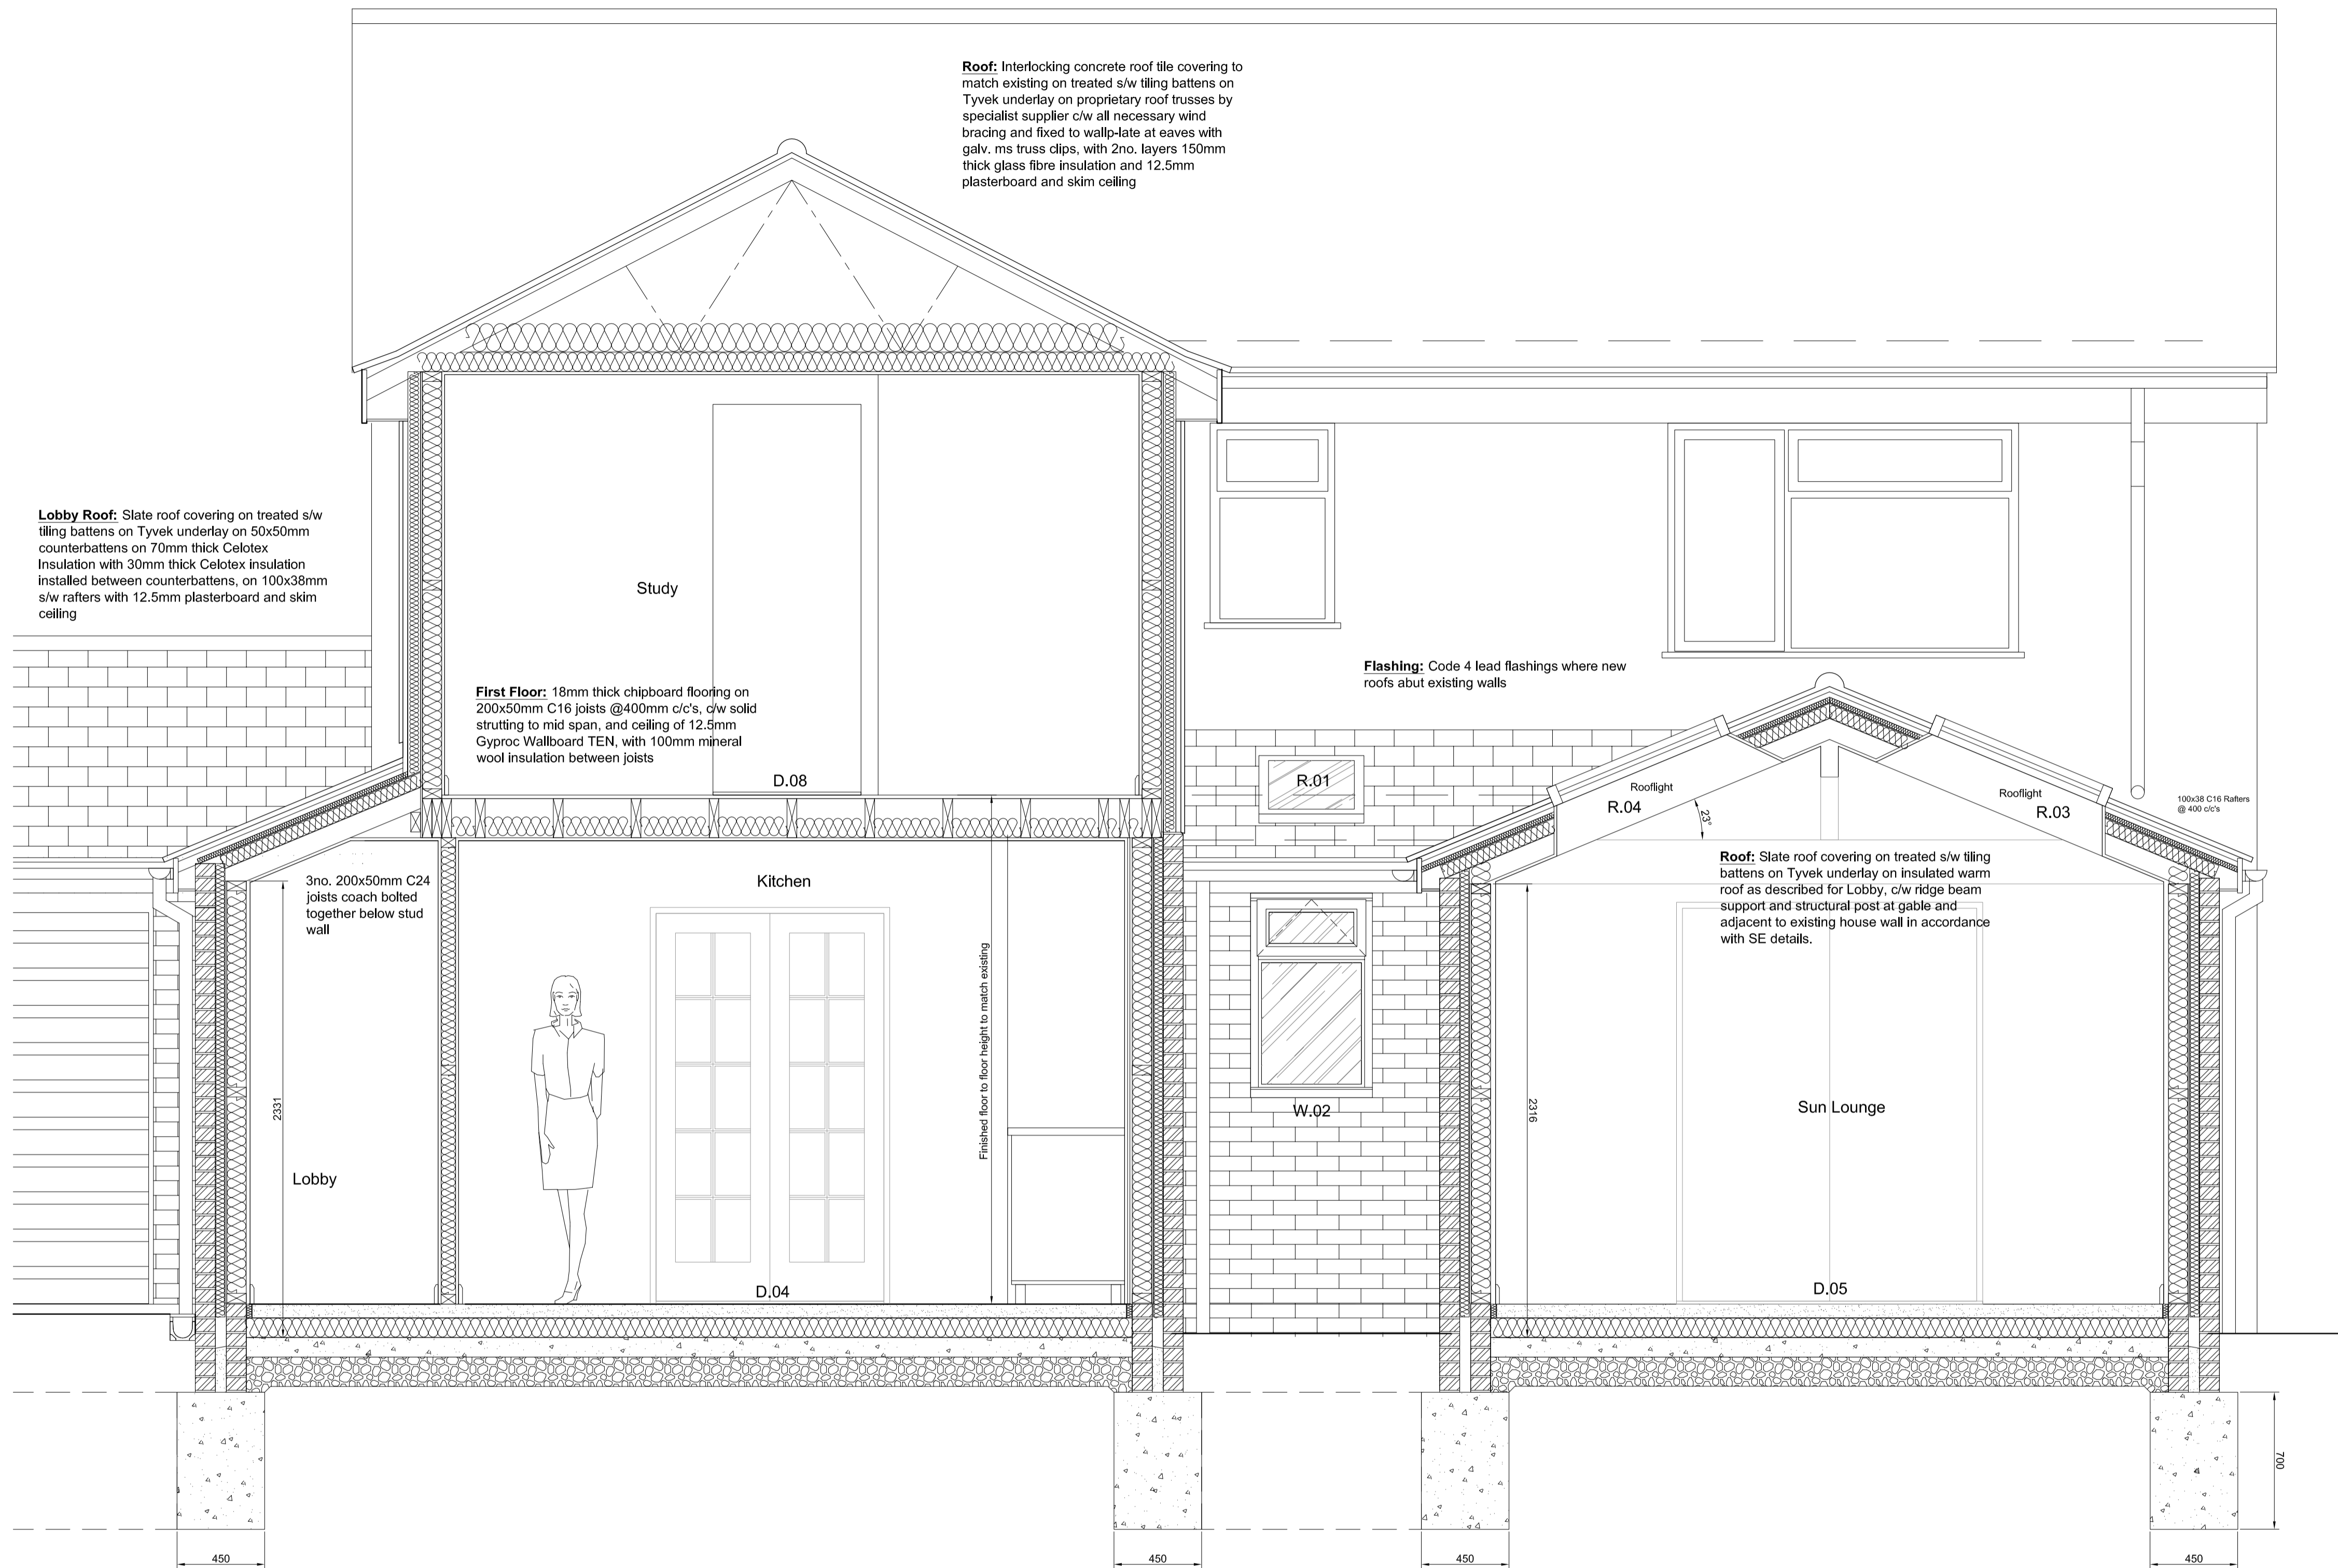 Roof: Interlocking concrete roof tile covering to
match existing on treated s/w tiling battens on
Tyvek underlay on proprietary roof trusses by
specialist supplier c/w all necessary wind
bracing and fixed to wallp-late at eaves with
galv. ms truss clips, with 2no. layers 150mm
thick glass fibre insulation and 12.5mm
plasterboard and skim ceiling
Lobby Roof: Slate roof covering on treated s/w
tiling battens on Tyvek underlay on 50x50mm
counterbattens on 70mm thick Celotex
Insulation with 30mm thick Celotex insulation
installed between counterbattens, on 100x38mm
s/w rafters with 12.5mm plasterboard and skim
ceiling
Study
First Floor: 18mm thick chipboard flooring on
200x50mm C16 joists @400mm c/c's, c/w solid
strutting to mid span, and ceiling of 12.5mm
Gyproc Wallboard TEN, with 100mm mineral
wool insulation between joists
D.08
Flashing: Code 4 lead flashings where new
roofs abut existing walls
R.01
Rooflight
R.04
23°
Rooflight
R.03
100x38 C16 Rafters
@ 400 c/c's
Roof: Slate roof covering on treated s/w tiling
battens on Tyvek underlay on insulated warm
roof as described for Lobby, c/w ridge beam
support and structural post at gable and
adjacent to existing house wall in accordance
with SE details.
3no. 200x50mm C24
joists coach bolted
together below stud
wall
Kitchen
Finished floor to floor height to match existing
2331
Lobby
D.04
W.02
2316
Sun Lounge
D.05
700
450
450
450
450